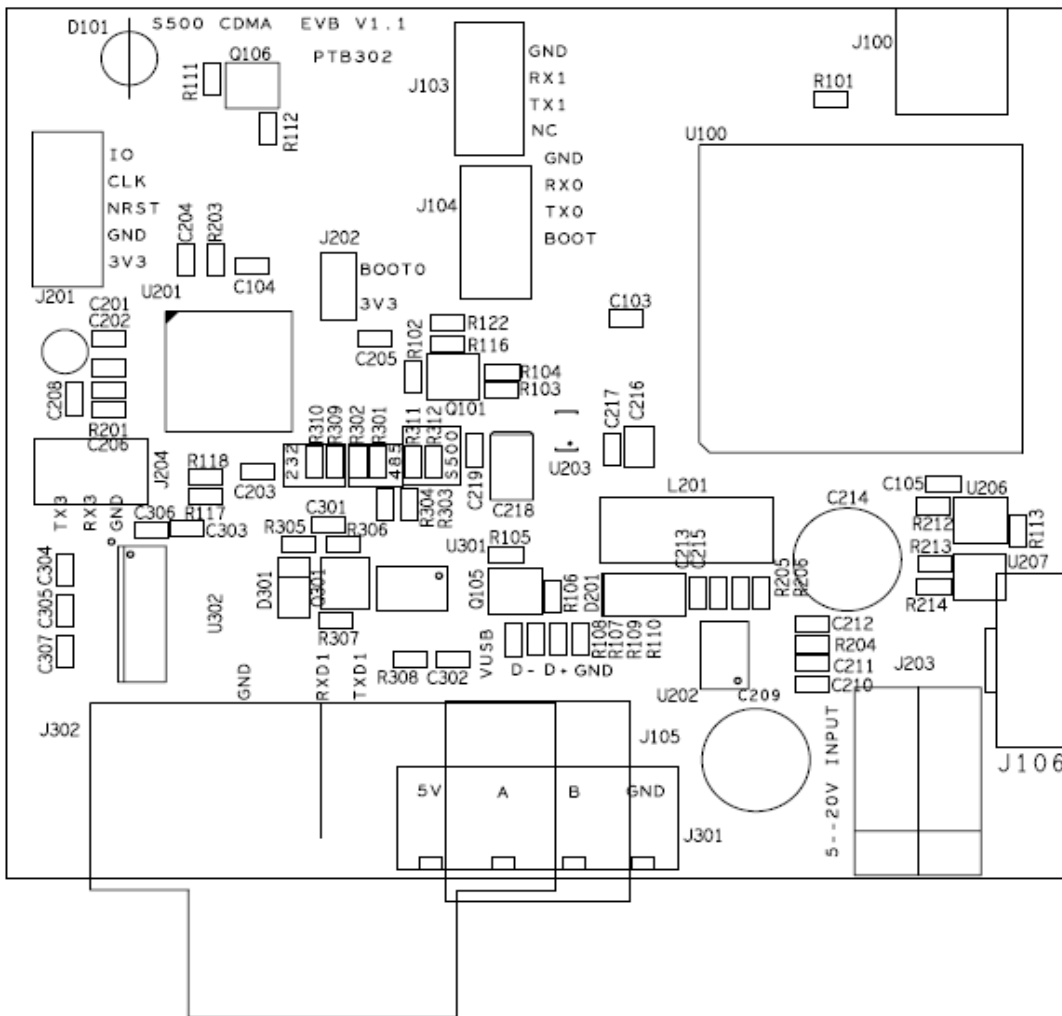 D101
S500 CDMA EVB V1.1
PTB302
Q106
R111
R112
J103
GND
RX1
TX1
NC
J100
R101
U100
IO
CLK
NRST
GND
3V3
J201
J104
GND
RX0
TX0
BOOT
C204
R203
C104
J202
BOOT0
3V3
U201
C201
C202
C205
R102
R122
R116
R104
R103
Q101
C103
C208
R201
C206
C217
C216
U203
J204
TX3
RX3
GND
R118
R117
C203
232
R310
R309
R302
R301
485
R311
R312
S500
C219
C218
R304
R303
L201
C214
C105
U206
R212
R113
R213
U207
R214
C306
C303
R305
C301
R306
U301
R105
C213
C215
R205
R206
C304
C305
C307
U302
D301
Q301
R307
Q105
R106
D201
R108
R107
R109
R110
VUSB
D- D+ GND
U202
C212
R204
C211
C210
J203
C209
GND
RXD1
TXD1
R308
C302
J302
J105
5V
A
B
GND
J301
5--20V INPUT
J106